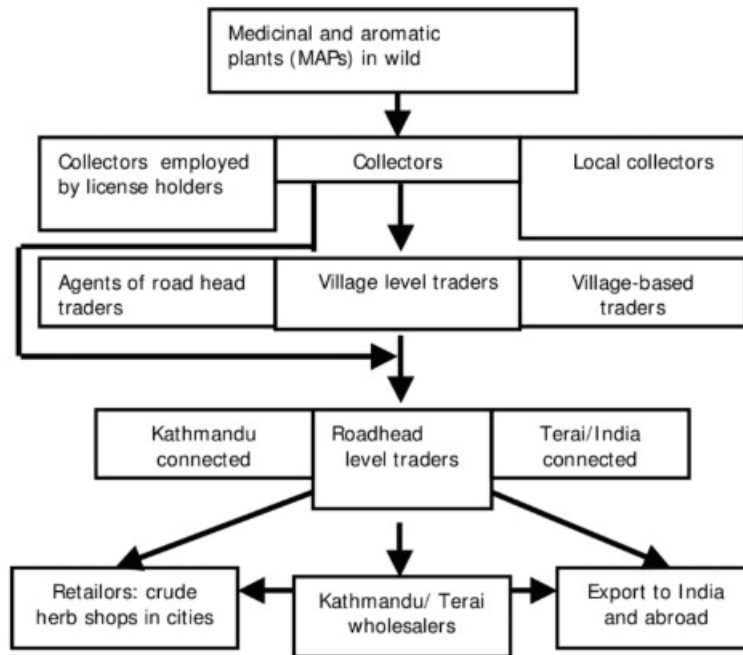 Medicinal and aromatic
plants (MAPs) in wild
Collectors employed
by license holders
Collectors
Local collectors
Agents of road head
traders
Village level traders
Village-based
traders
Kathmandu
connected
Roadhead
level traders
Terai/India
connected
Retailors: crude
herb shops in cities
Kathmandu/ Terai
wholesalers
Export to India
and abroad